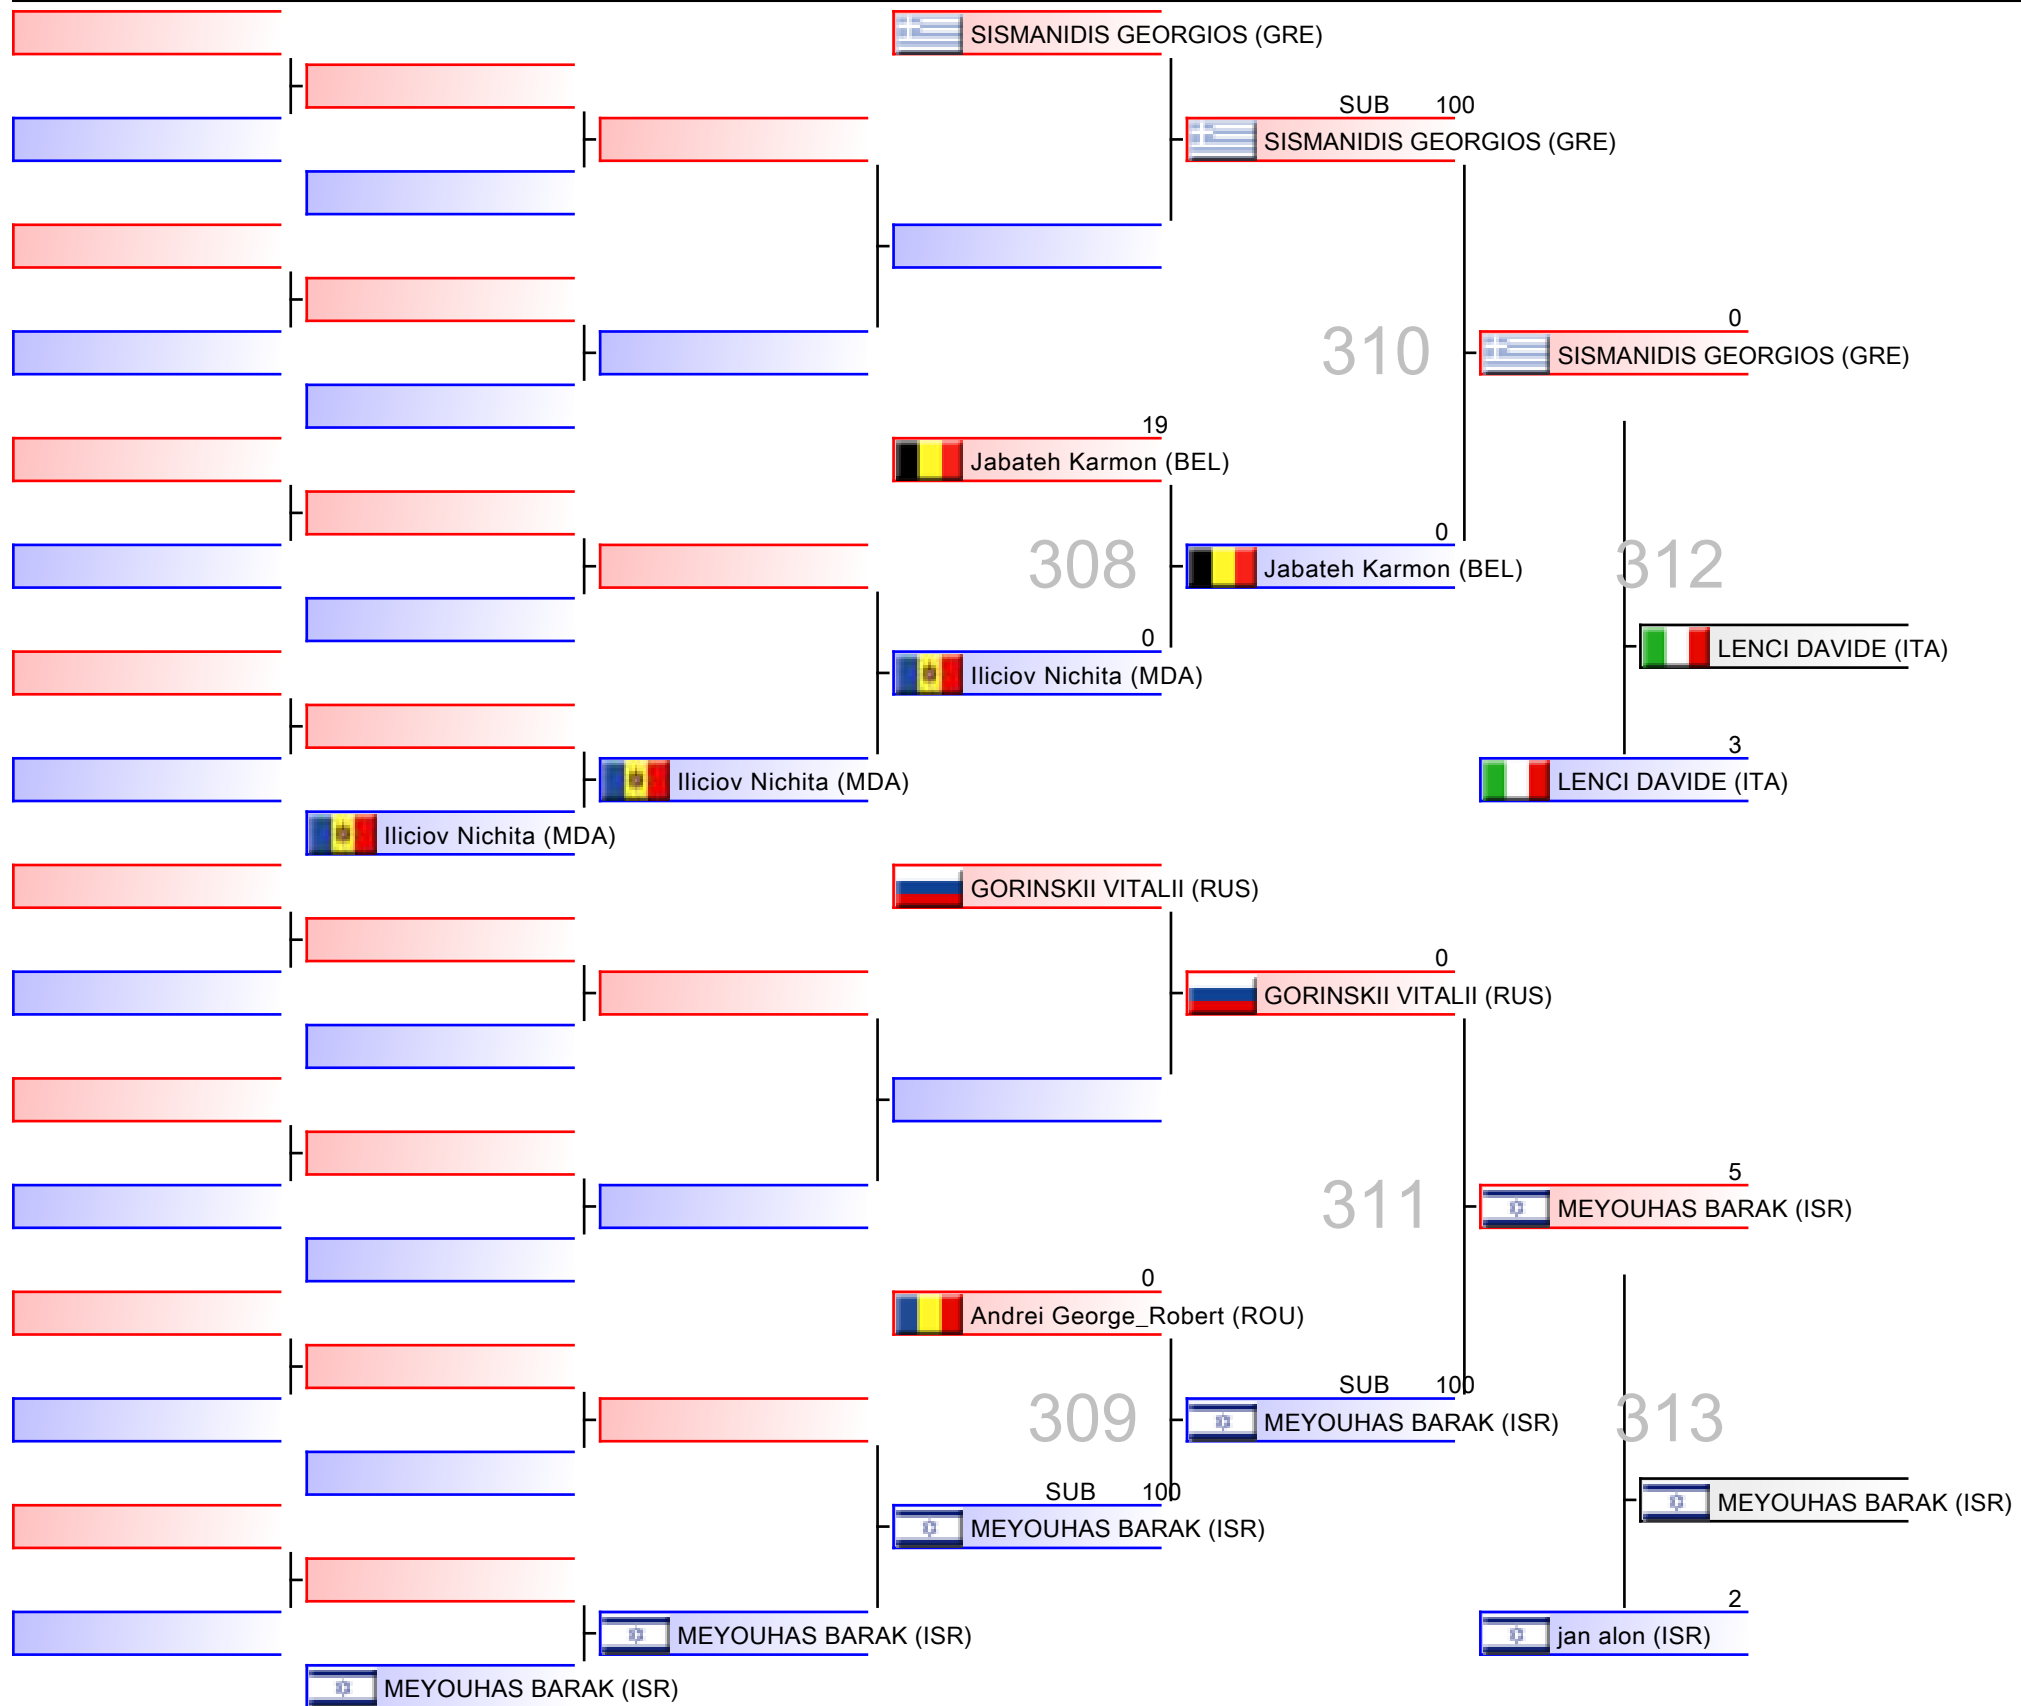 SISMANIDIS GEORGIOS (GRE)
SUB 100
SISMANIDIS GEORGIOS (GRE)
0
310
SISMANIDIS GEORGIOS (GRE)
19
Jabateh Karmon (BEL)
0
308
Jabateh Karmon (BEL)
312
0
LENCI DAVIDE (ITA)
Iliciov Nichita (MDA)
3
Iliciov Nichita (MDA)
LENCI DAVIDE (ITA)
Iliciov Nichita (MDA)
GORINSKII VITALII (RUS)
0
GORINSKII VITALII (RUS)
5
311
MEYOUHAS BARAK (ISR)
0
Andrei George_Robert (ROU)
SUB 100
309
MEYOUHAS BARAK (ISR)
313
SUB 100
MEYOUHAS BARAK (ISR)
MEYOUHAS BARAK (ISR)
2
MEYOUHAS BARAK (ISR)
jan alon (ISR)
MEYOUHAS BARAK (ISR)